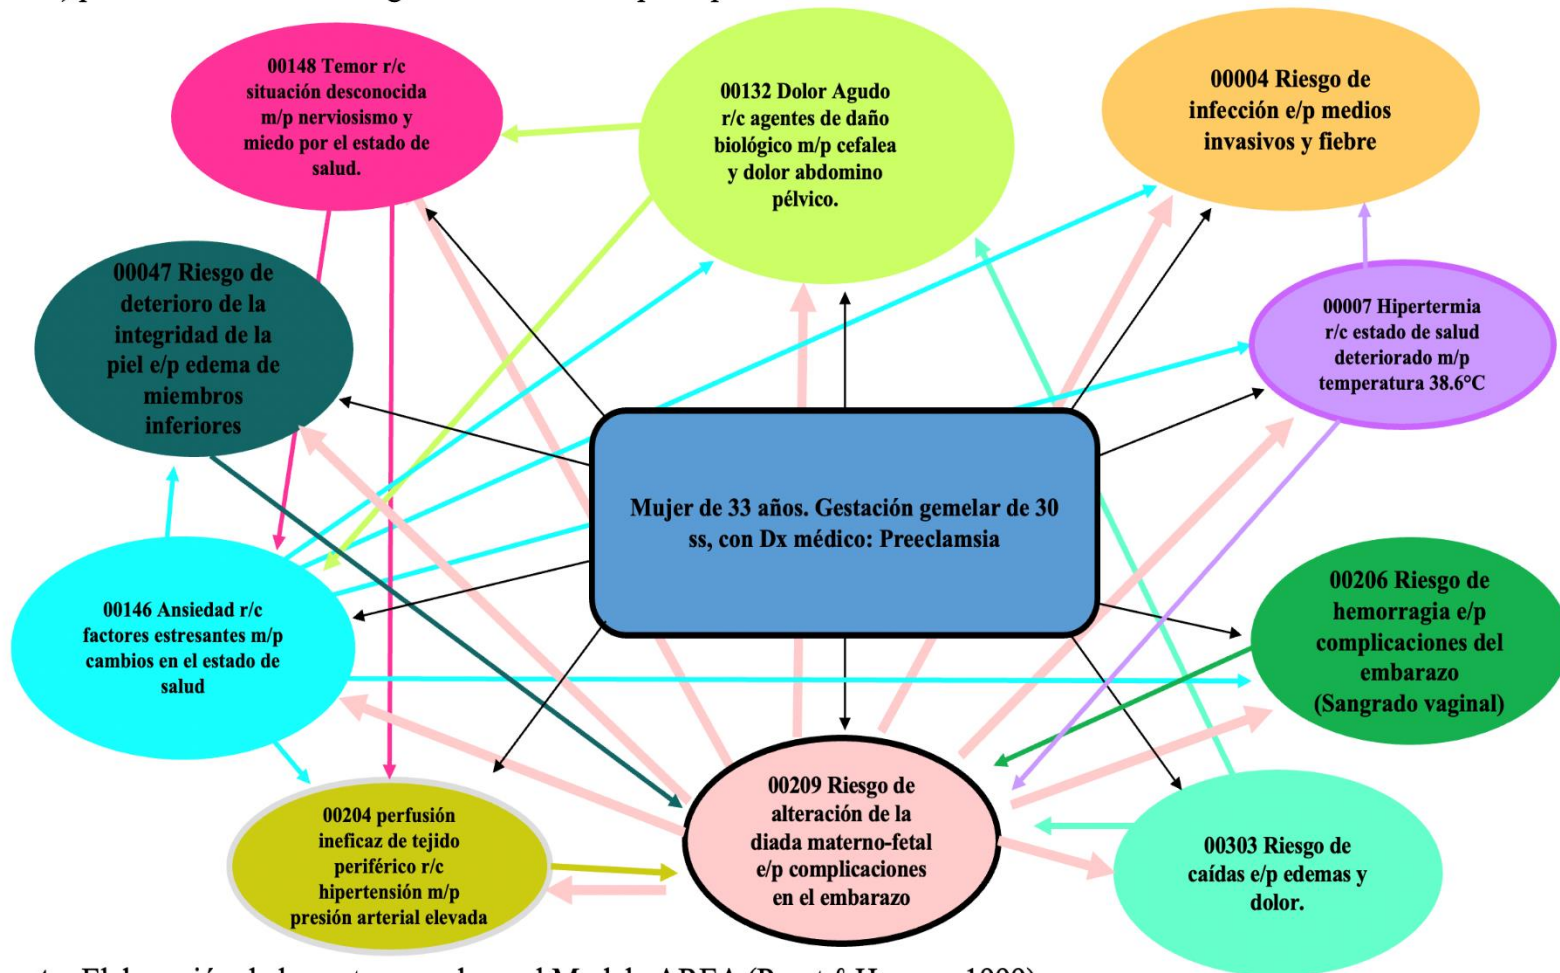 00148 Temor r/c
situación desconocida
m/p nerviosismo y
miedo por el estado de
salud.
00132 Dolor Agudo
r/c agentes de daño
biológico m/p cefalea
y dolor abdomino
pélvico.
00004 Riesgo de
infección e/p medios
invasivos y fiebre
00047 Riesgo de
deterioro de la
integridad de la
piel e/p edema de
miembros
inferiores
00007 Hipertermia
r/c estado de salud
deteriorado m/p
temperatura 38.6°C
Mujer de 33 años. Gestación gemelar de 30
ss, con Dx médico: Preeclamsia
00146 Ansiedad r/c
factores estresantes m/p
cambios en el estado de
salud
00206 Riesgo de
hemorragia e/p
complicaciones del
embarazo
(Sangrado vaginal)
00204 perfusión
ineficaz de tejido
periférico r/c
hipertensión m/p
presión arterial elevada
00209 Riesgo de
alteración de la
diada materno-fetal
e/p complicaciones
en el embarazo
00303 Riesgo de
caídas e/p edemas y
dolor.